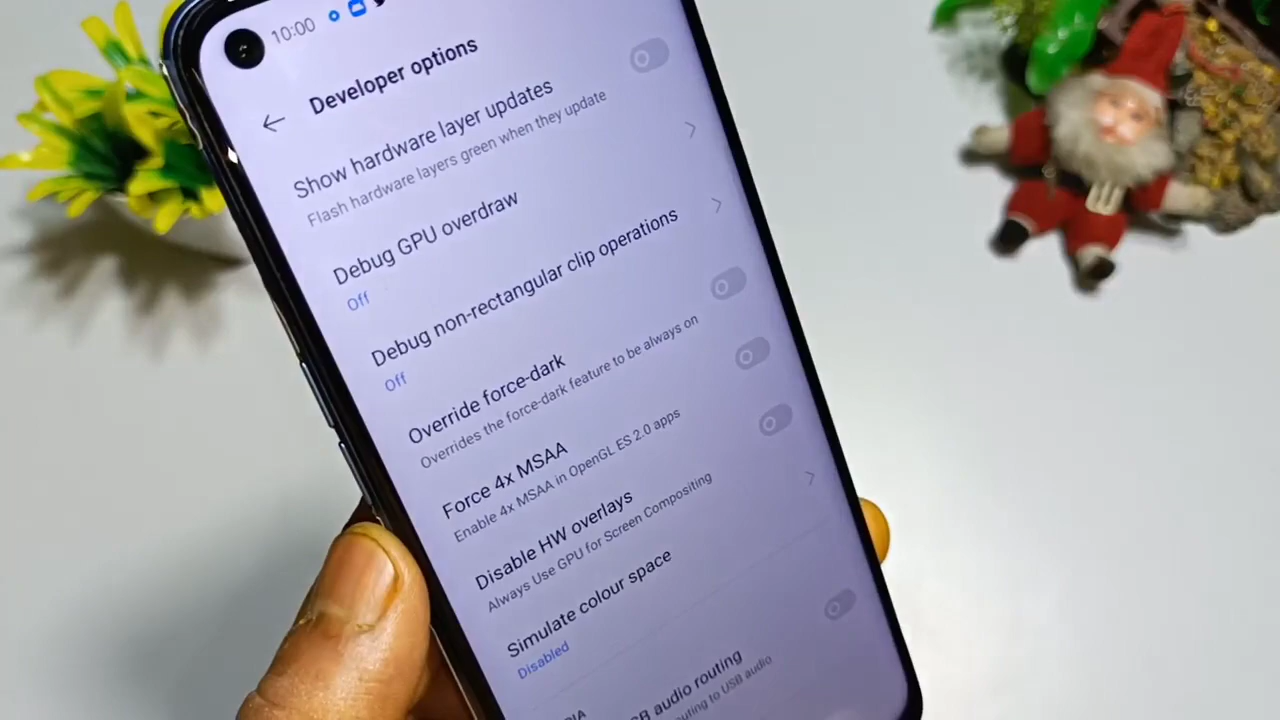 10:00
Developer options
Show hardware layer updates
Flash hardware layers green when they update
Debug GPU overdraw
Off
Debug non-rectangular clip operations
Off
Override force-dark
Overrides the force-dark feature to be always on
Force 4x MSAA
Enable 4x MSAA in OpenGL ES 2.0 apps
Disable HW overlays
Always Use GPU for Screen Compositing
Simulate colour space
Disabled
audio routing
to USB audio